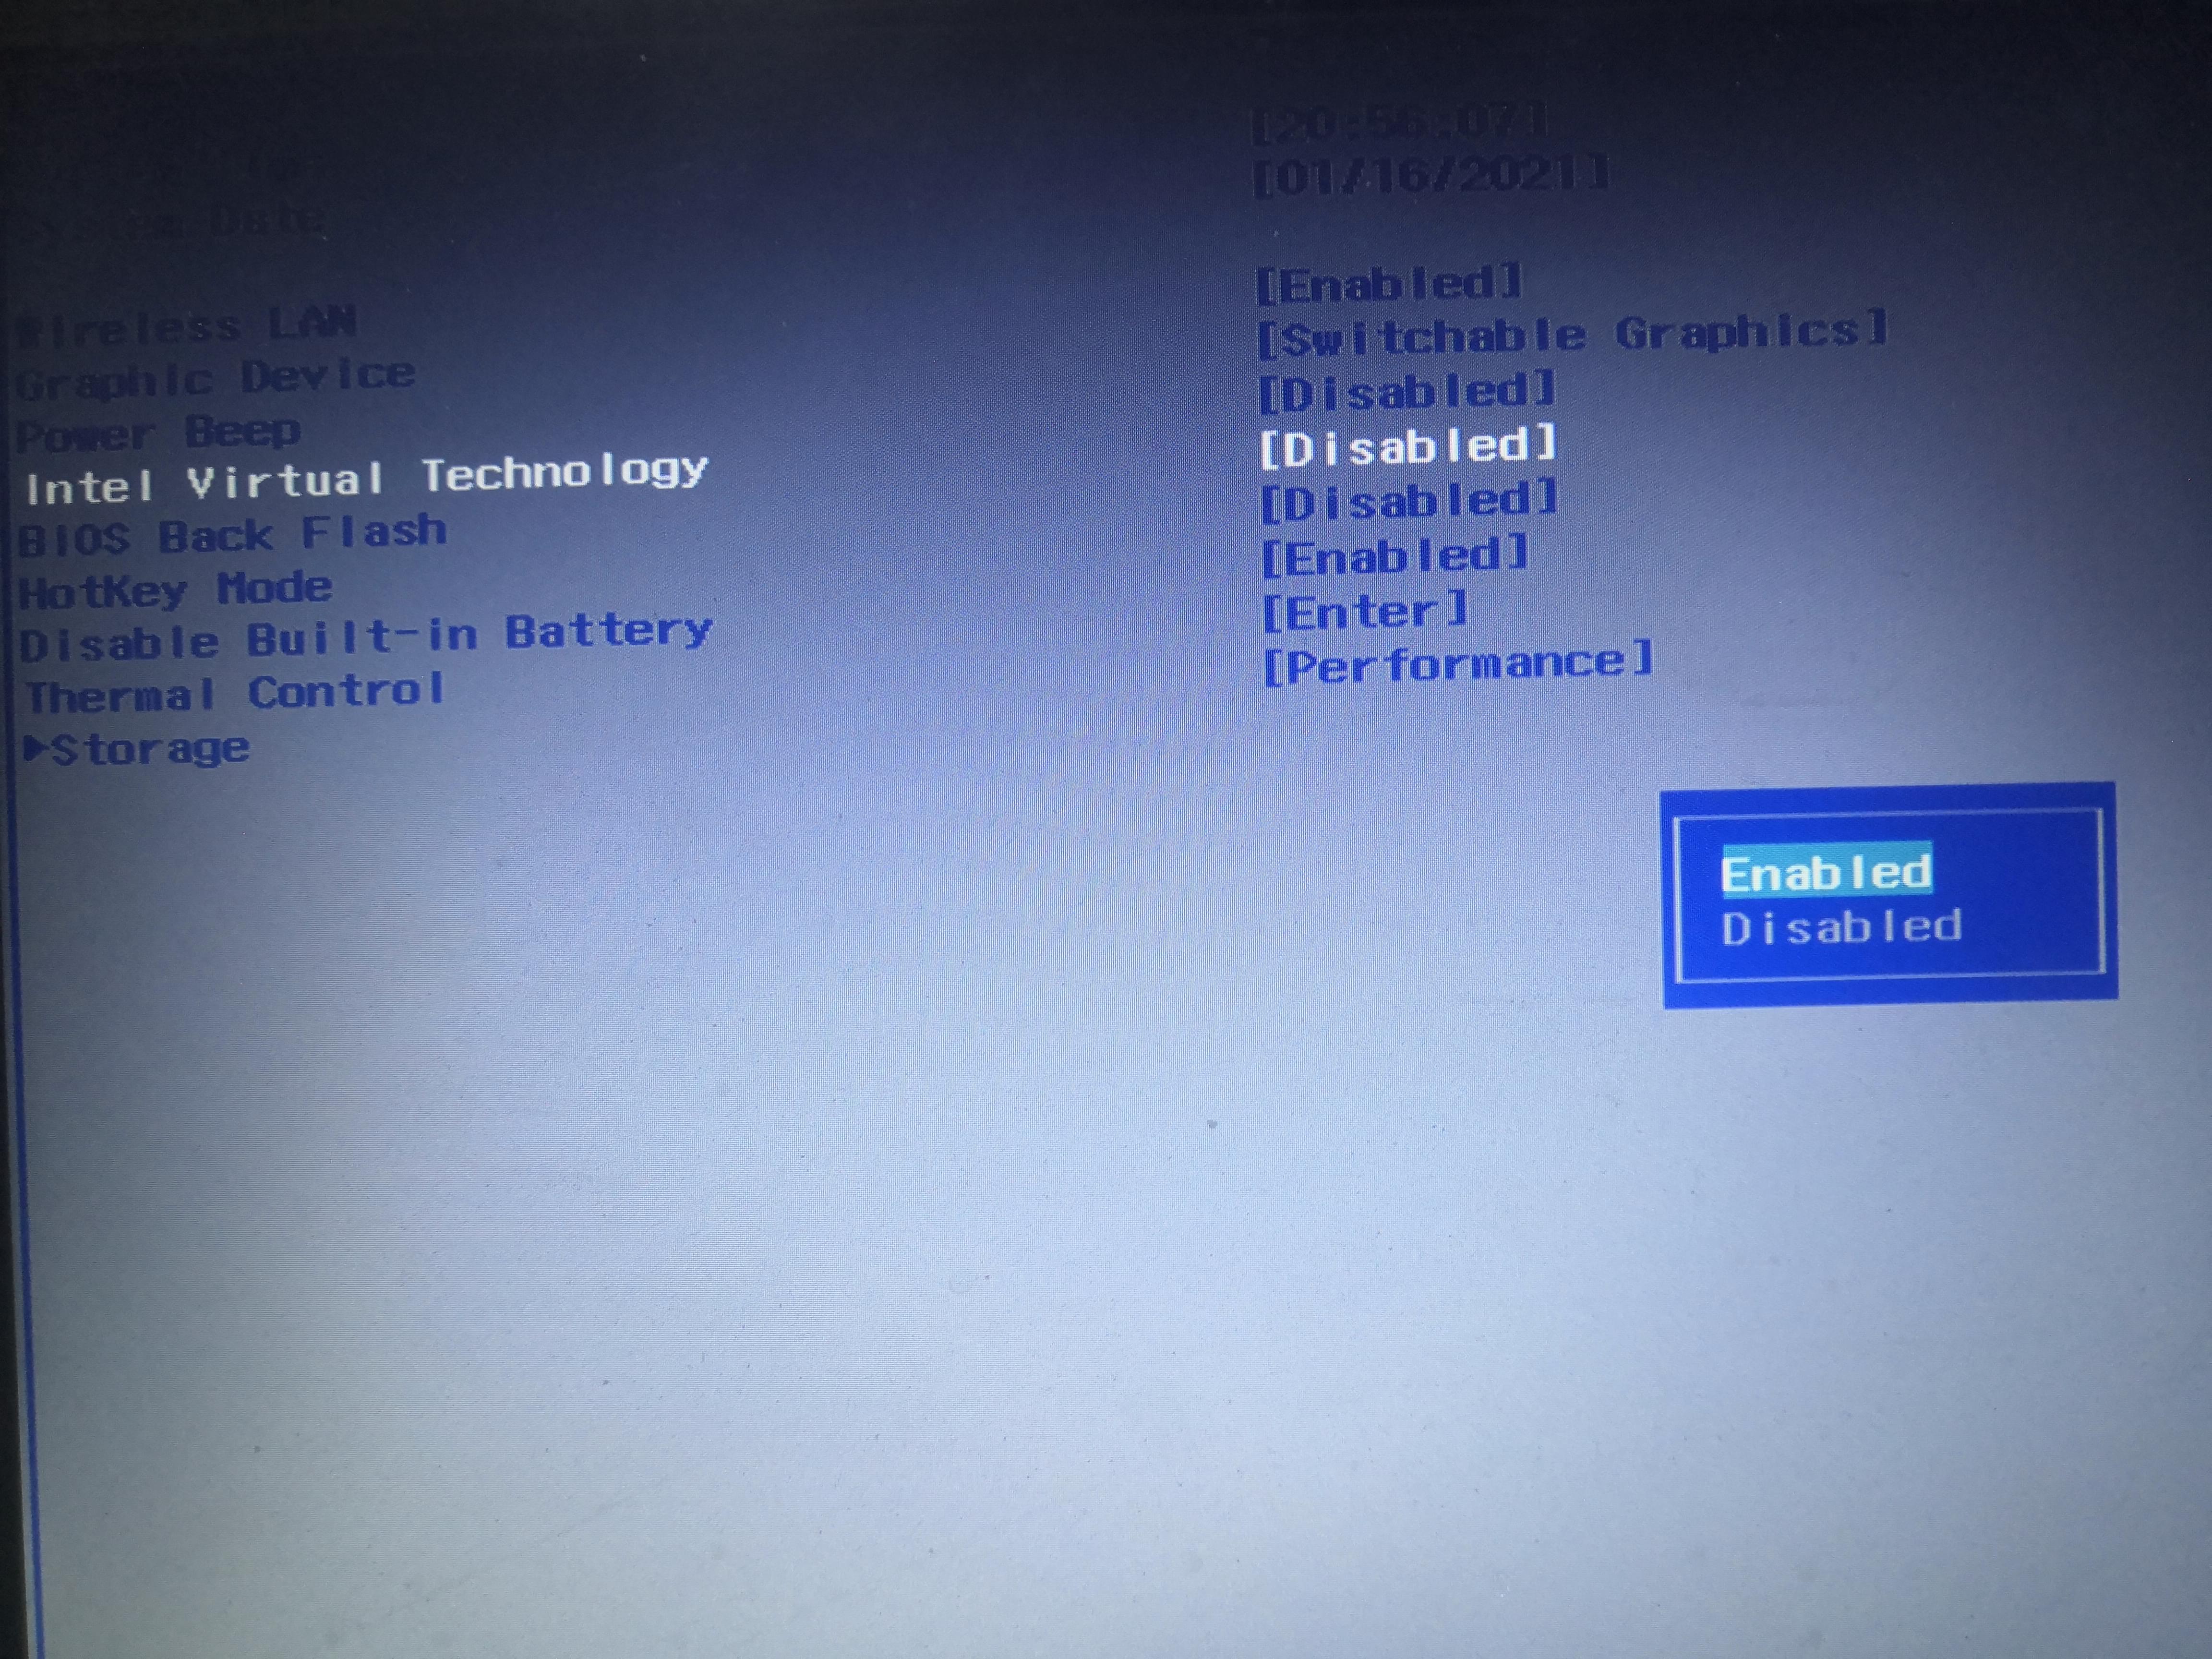 [20:56:07]
System Date [01/16/2021]
Wireless LAN [Enabled]
Graphic Device [Switchable Graphics]
Power Beep [Disabled]
Intel Virtual Technology [Disabled]
BIOS Back Flash [Disabled]
HotKey Mode [Enabled]
Disable Built-in Battery [Enter]
Thermal Control [Performance]
▶Storage
Enabled
Disabled